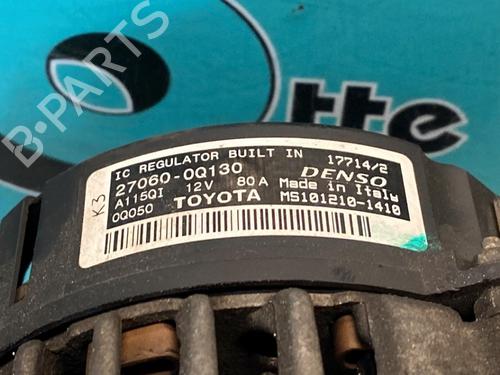 otte
B-PARTS
IC REGULATOR BUILT IN 17714/2
27060-0Q130 DENSO
A115QI 12V 80A Made in Italy
0Q050 TOYOTA MS101210-1410
K3